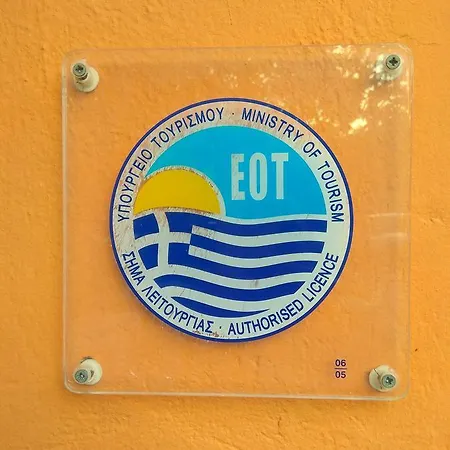 ΥΠΟΥΡΓΕΙΟ ΤΟΥΡΙΣΜΟΥ · MINISTRY OF TOURISM
ΕΟΤ
ΣΗΜΑ ΛΕΙΤΟΥΡΓΙΑΣ · AUTHORISED LICENCE
06
05